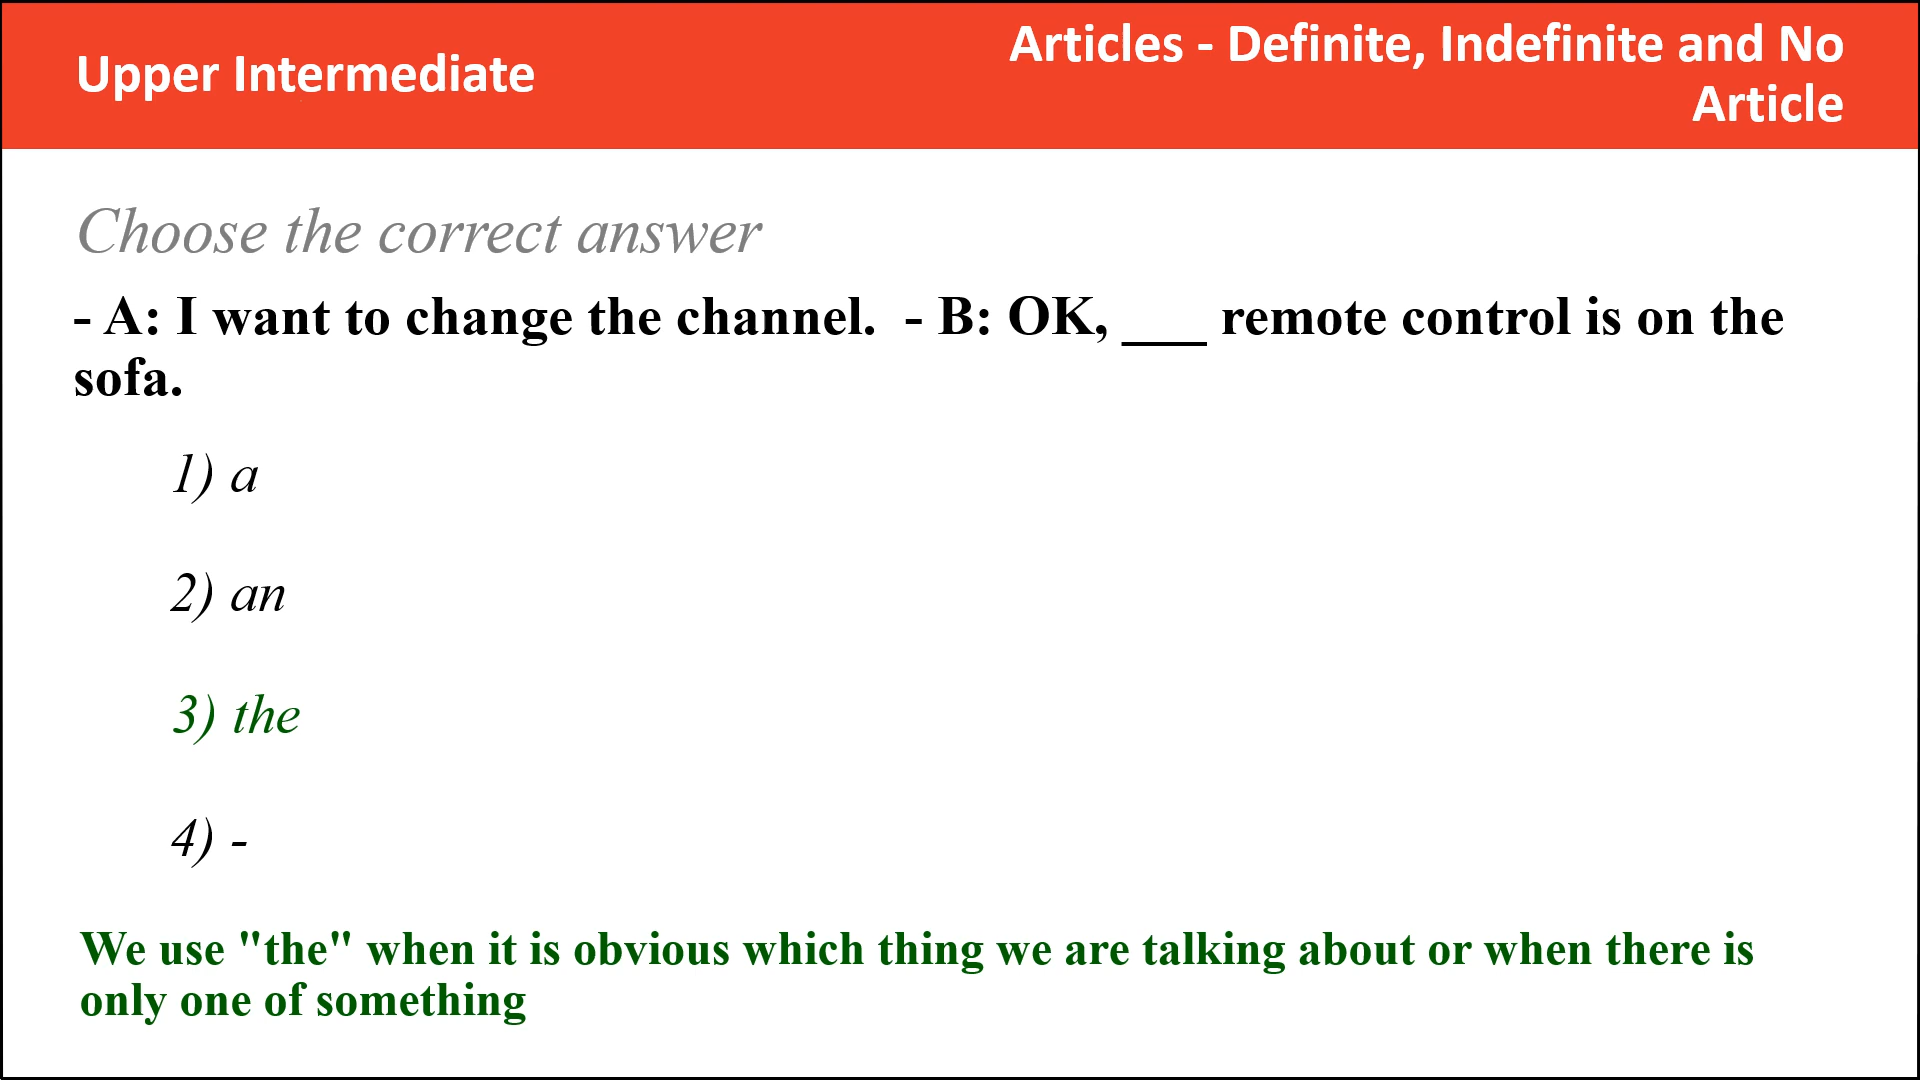 Upper Intermediate
Articles - Definite, Indefinite and No
Article
Choose the correct answer
- A: I want to change the channel.  - B: OK, ___ remote control is on the
sofa.
1) a
2) an
3) the
4) -
We use "the" when it is obvious which thing we are talking about or when there is
only one of something